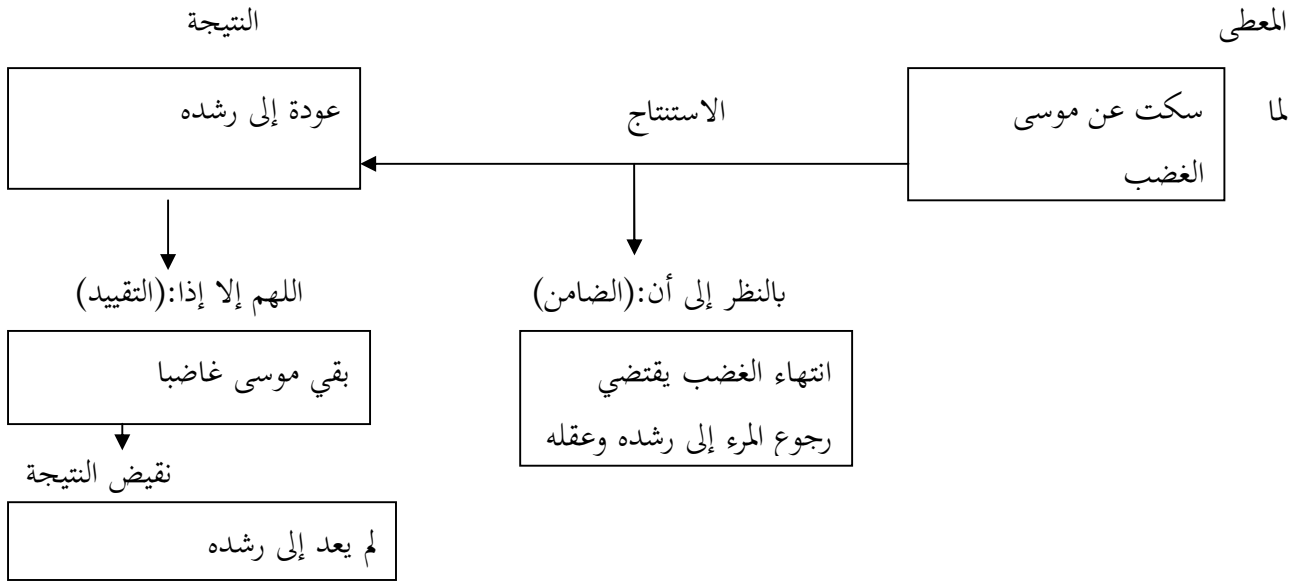 المعطى النتيجة
لما سكت عن موسى الاستنتاج عودة إلى رشده
الغضب
بالنظر إلى أن:(الضامن) اللهم إلا إذا:(التقييد)
انتهاء الغضب يقتضي بقي موسى غاضبا
رجوع المرء إلى رشده وعقله
نقيض النتيجة
لم يعد إلى رشده